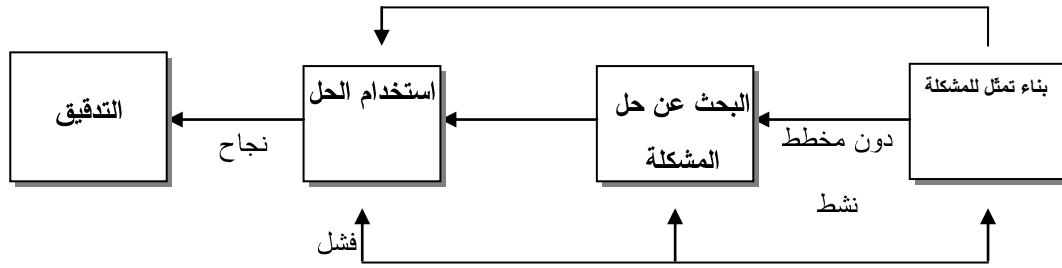 بناء تمثّل للمشكلة
دون مخطط
نشط
البحث عن حل
المشكلة
استخدام الحل
فشل
نجاح
التدقيق